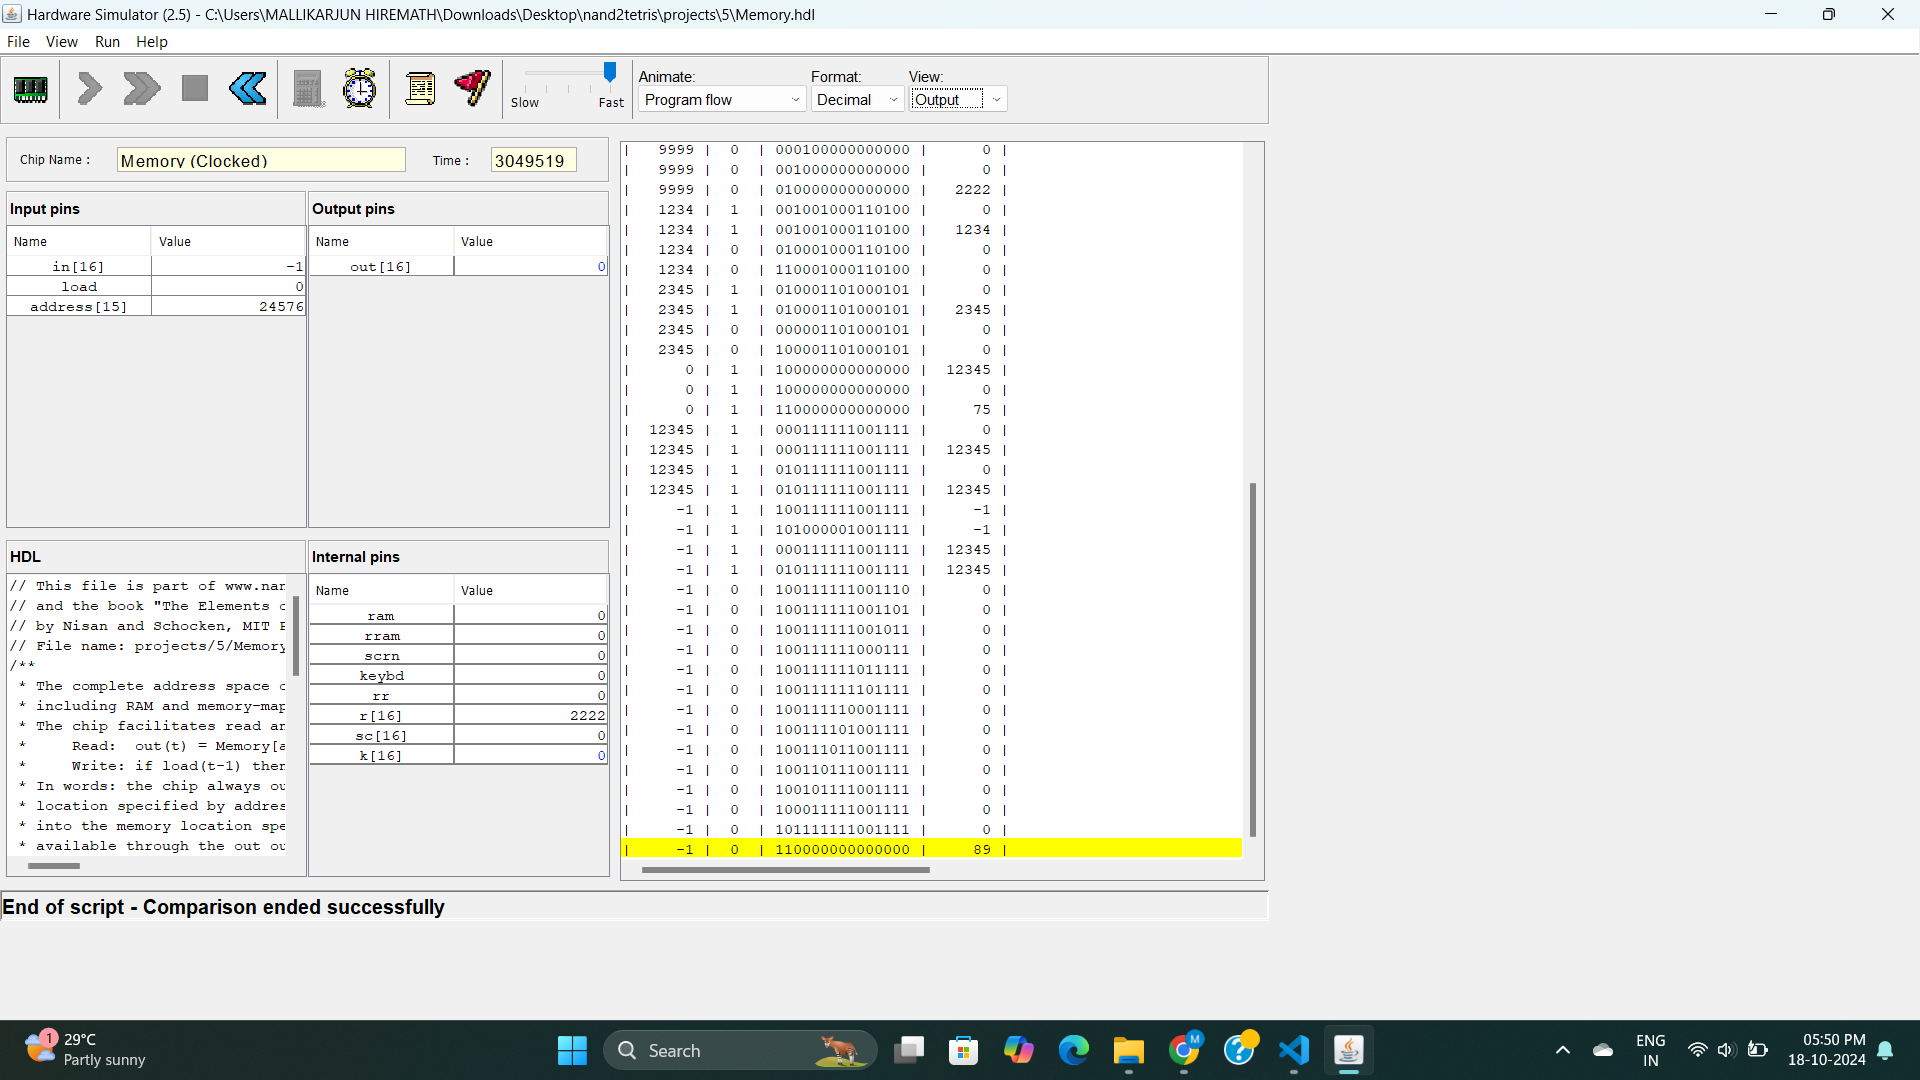 Hardware Simulator (2.5) - C:\Users\MALLIKARJUN HIREMATH\Downloads\Desktop\nand2tetris\projects\5\Memory.hdl
File View Run Help
Slow Fast
Animate: Format: View:
Program flow Decimal Output
Chip Name : Memory (Clocked) Time : 3049519
Input pins
Name Value
in[16] -1
load 0
address[15] 24576
Output pins
Name Value
out[16] 0
HDL
// This file is part of www.nan
// and the book "The Elements o
// by Nisan and Schocken, MIT P
// File name: projects/5/Memory
/**
* The complete address space o
* including RAM and memory-map
* The chip facilitates read an
* Read: out(t) = Memory[a
* Write: if load(t-1) then
* In words: the chip always ou
* location specified by addres
* into the memory location spe
* available through the out ou
Internal pins
Name Value
ram 0
rram 0
scrn 0
keybd 0
rr 0
r[16] 2222
sc[16] 0
k[16] 0
| 9999 | 0 | 000100000000000 | 0 |
| 9999 | 0 | 001000000000000 | 0 |
| 9999 | 0 | 010000000000000 | 2222 |
| 1234 | 1 | 001001000110100 | 0 |
| 1234 | 1 | 001001000110100 | 1234 |
| 1234 | 0 | 010001000110100 | 0 |
| 1234 | 0 | 110001000110100 | 0 |
| 2345 | 1 | 010001101000101 | 0 |
| 2345 | 1 | 010001101000101 | 2345 |
| 2345 | 0 | 000001101000101 | 0 |
| 2345 | 0 | 100001101000101 | 0 |
| 0 | 1 | 100000000000000 | 12345 |
| 0 | 1 | 100000000000000 | 0 |
| 0 | 1 | 110000000000000 | 75 |
| 12345 | 1 | 000111111001111 | 0 |
| 12345 | 1 | 000111111001111 | 12345 |
| 12345 | 1 | 010111111001111 | 0 |
| 12345 | 1 | 010111111001111 | 12345 |
| -1 | 1 | 100111111001111 | -1 |
| -1 | 1 | 101000001001111 | -1 |
| -1 | 1 | 000111111001111 | 12345 |
| -1 | 1 | 010111111001111 | 12345 |
| -1 | 0 | 100111111001110 | 0 |
| -1 | 0 | 100111111001101 | 0 |
| -1 | 0 | 100111111001011 | 0 |
| -1 | 0 | 100111111000111 | 0 |
| -1 | 0 | 100111111011111 | 0 |
| -1 | 0 | 100111111101111 | 0 |
| -1 | 0 | 100111110001111 | 0 |
| -1 | 0 | 100111101001111 | 0 |
| -1 | 0 | 100111011001111 | 0 |
| -1 | 0 | 100110111001111 | 0 |
| -1 | 0 | 100101111001111 | 0 |
| -1 | 0 | 100011111001111 | 0 |
| -1 | 0 | 101111111001111 | 0 |
| -1 | 0 | 110000000000000 | 89 |
End of script - Comparison ended successfully
1
29°C
Partly sunny
Search
M
ENG
IN
05:50 PM
18-10-2024